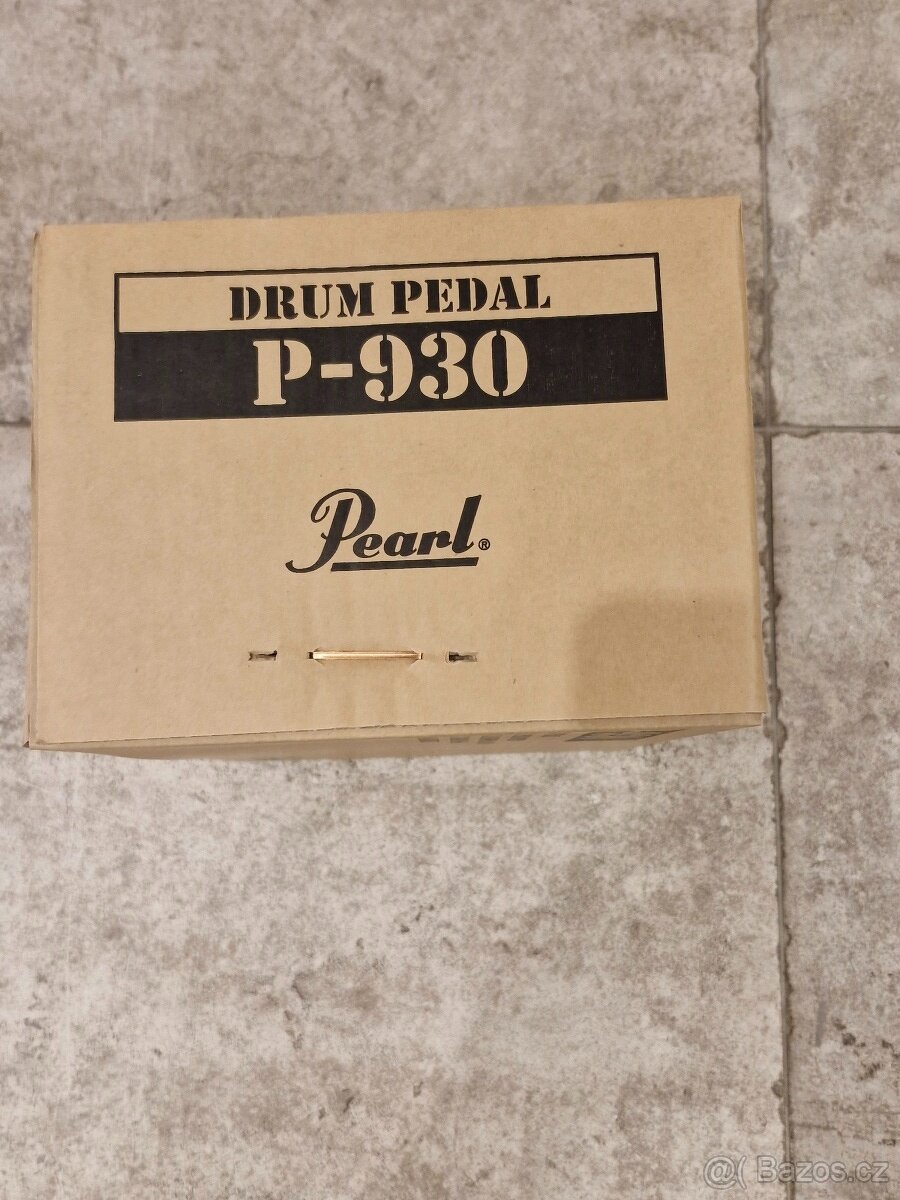 DRUM PEDAL
P-930
Pearl®
@( Bazos.cz